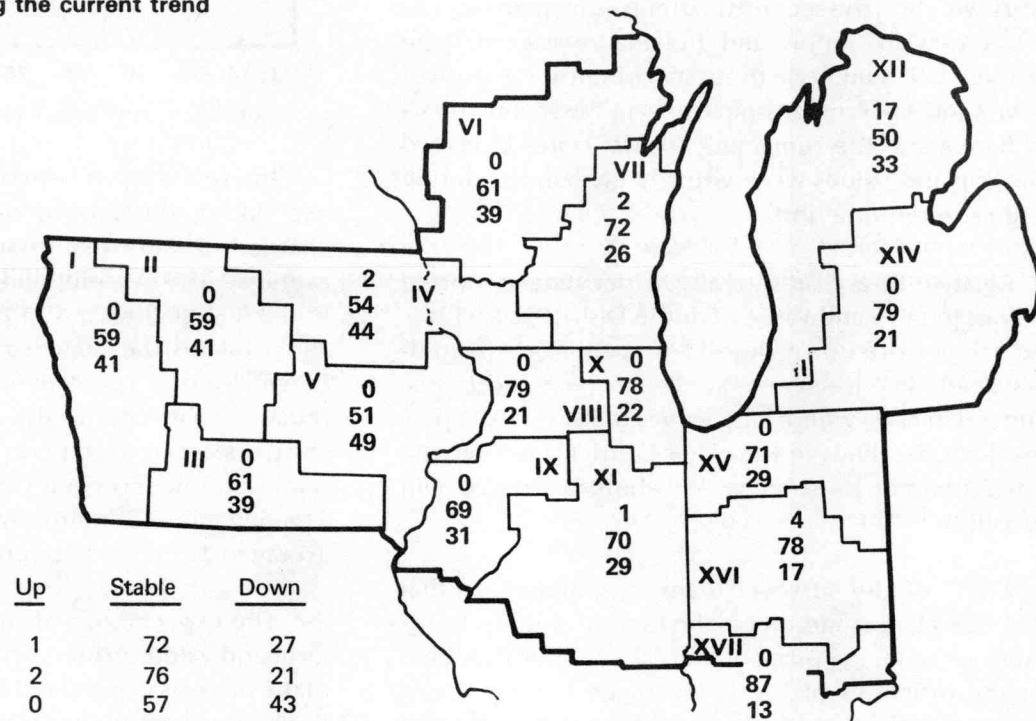 g the current trend
XII
17
50
33
VI
0
61
39
VII
2
72
26
XIV
0
79
21
I
II
0
59
41
0
59
41
2
54
44
IV
V
0
51
49
0
79
21
VIII
X
0
78
22
III
0
61
39
IX
0
69
31
XI
1
70
29
XV
0
71
29
XVI
4
78
17
XVII
0
87
13
Up Stable Down
1 72 27
2 76 21
0 57 43